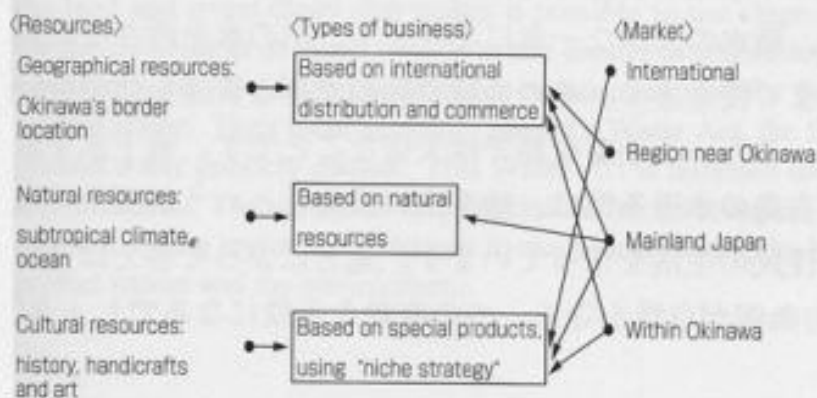 〈Resources〉
Geographical resources:
Okinawa's border
location
Natural resources:
subtropical climate,
ocean
Cultural resources:
history, handicrafts
and art
〈Types of business〉
Based on international
distribution and commerce
Based on natural
resources
Based on special products,
using "niche strategy"
〈Market〉
International
Region near Okinawa
Mainland Japan
Within Okinawa